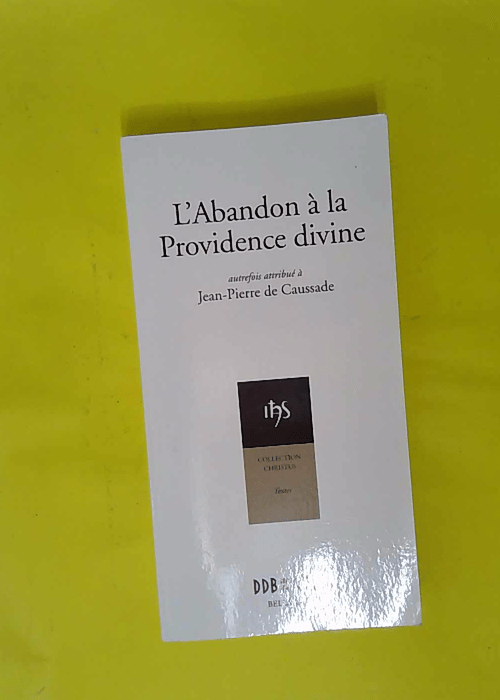 L'Abandon à la
Providence divine
autrefois attribué à
Jean-Pierre de Caussade
ihs
COLLECTION
CHRISTUS
Textes
DDB